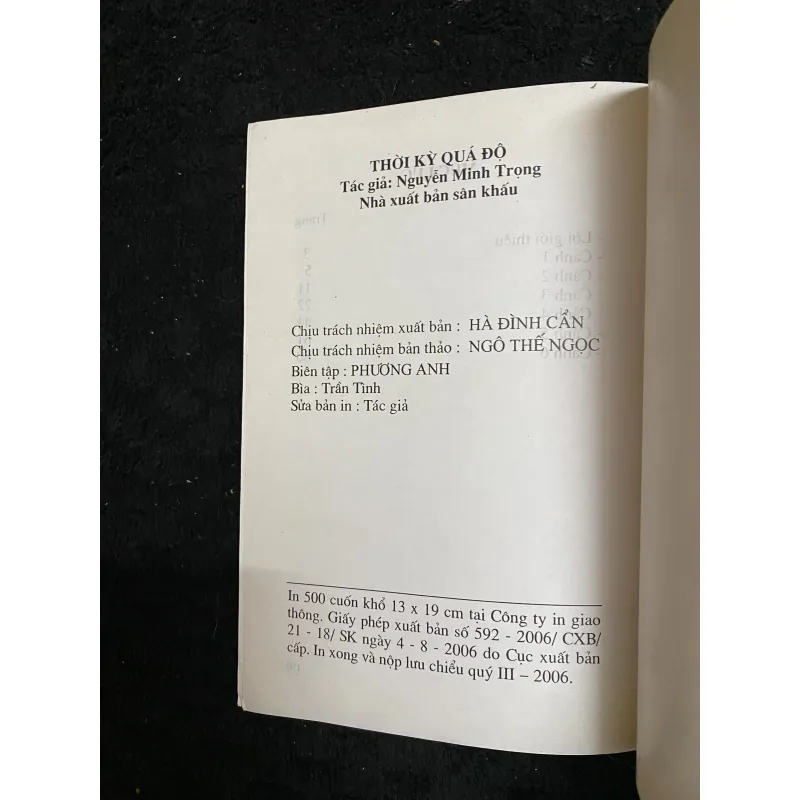 THỜI KỲ QUÁ ĐỘ
Tác giả: Nguyễn Minh Trọng
Nhà xuất bản sân khấu
Chịu trách nhiệm xuất bản : HÀ ĐÌNH CẨN
Chịu trách nhiệm bản thảo : NGÔ THẾ NGỌC
Biên tập : PHƯƠNG ANH
Bìa : Trần Tình
Sửa bản in : Tác giả
In 500 cuốn khổ 13 x 19 cm tại Công ty in giao
thông. Giấy phép xuất bản số 592 - 2006/ CXB/
21 - 18/ SK ngày 4 - 8 - 2006 do Cục xuất bản
cấp. In xong và nộp lưu chiểu quý III – 2006.